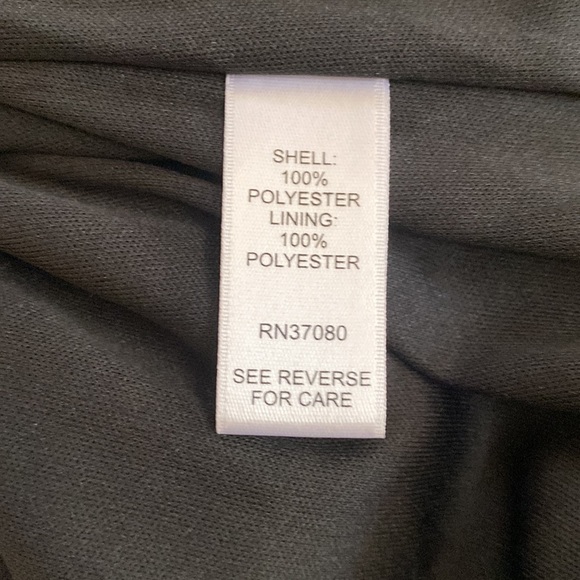 SHELL:
100%
POLYESTER
LINING:
100%
POLYESTER
RN37080
SEE REVERSE
FOR CARE